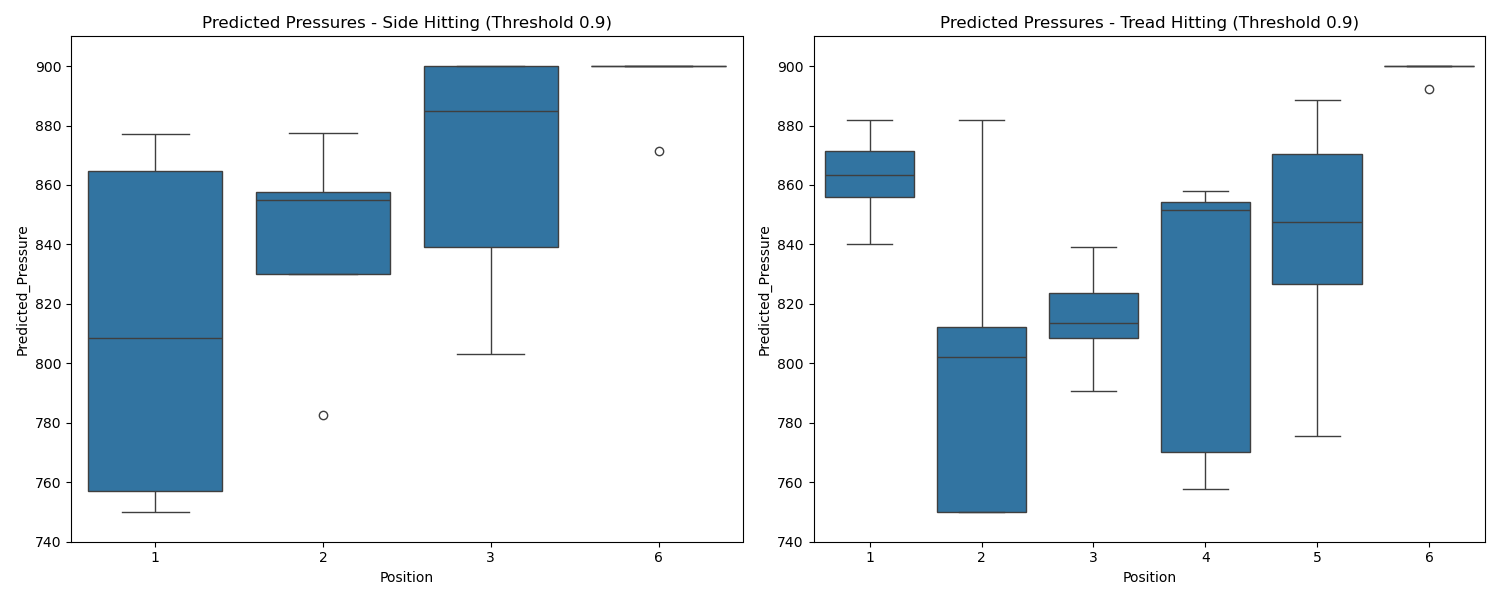 Predicted Pressures - Side Hitting (Threshold 0.9)
900
880
860
840
820
800
780
760
740
Predicted_Pressure
1 2 3 6
Position
Predicted Pressures - Tread Hitting (Threshold 0.9)
900
880
860
840
820
800
780
760
740
Predicted_Pressure
1 2 3 4 5 6
Position